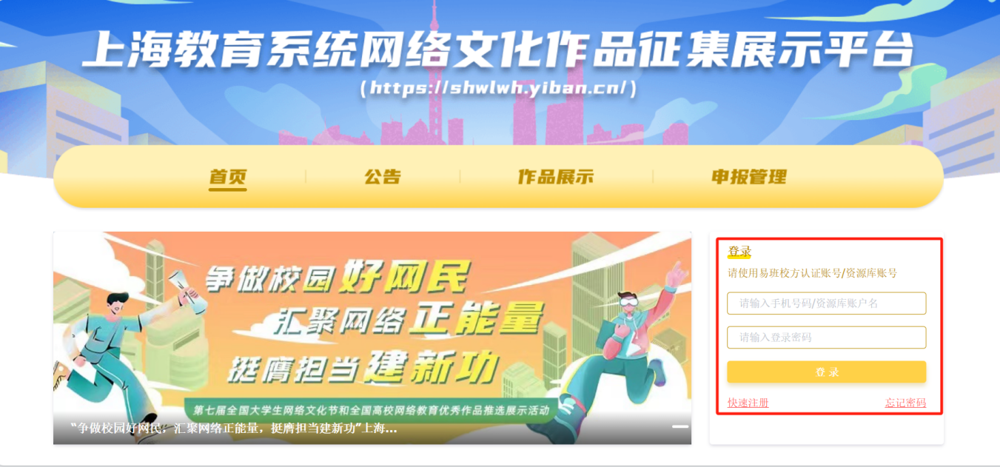 上海教育系统网络文化作品征集展示平台
(https://shwlwh.yiban.cn/)
首页
公告
作品展示
申报管理
争做校园好网民
汇聚网络正能量
挺膺担当建新功
第七届全国大学生网络文化节和全国高校网络教育优秀作品推选展示活动
“争做校园好网民，汇聚网络正能量，挺膺担当建新功”上海...
登录
请使用易班校方认证账号/资源库账号
请输入手机号码/资源库账户名
请输入登录密码
登 录
快速注册
忘记密码